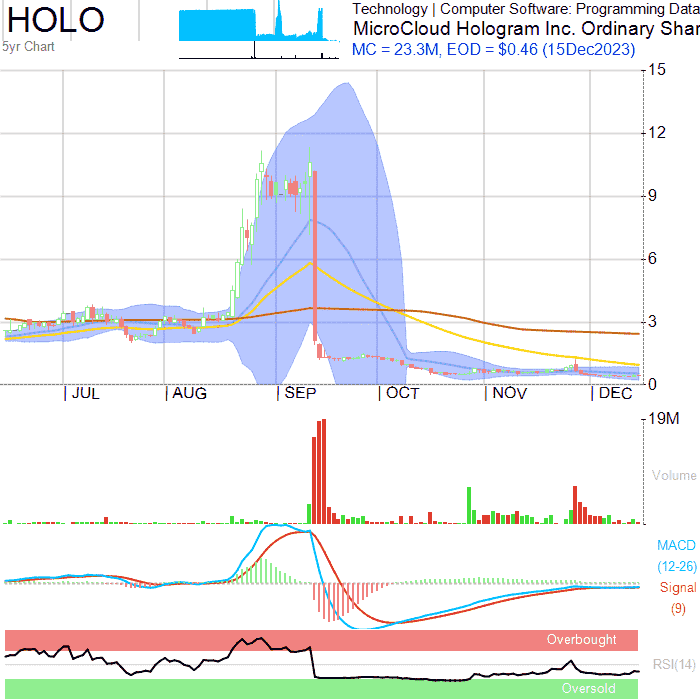 HOLO
5yr Chart
Technology | Computer Software: Programming Data
MicroCloud Hologram Inc. Ordinary Shar
MC = 23.3M, EOD = $0.46 (15Dec2023)
15
12
9
6
3
0
JUL
AUG
SEP
OCT
NOV
DEC
19M
Volume
MACD
(12-26)
Signal
(9)
Overbought
RSI(14)
Oversold